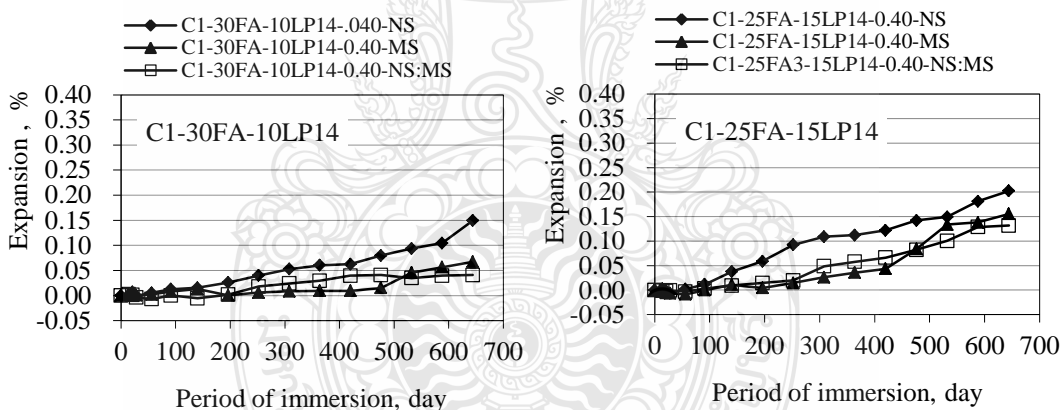 C1-30FA-10LP14-.040-NS
C1-30FA-10LP14-0.40-MS
C1-30FA-10LP14-0.40-NS:MS
0.40
0.35
0.30
0.25
0.20
0.15
0.10
0.05
0.00
-0.05
Expansion , %
C1-30FA-10LP14
0 100 200 300 400 500 600 700
Period of immersion, day
C1-25FA-15LP14-0.40-NS
C1-25FA-15LP14-0.40-MS
C1-25FA3-15LP14-0.40-NS:MS
0.40
0.35
0.30
0.25
0.20
0.15
0.10
0.05
0.00
-0.05
Expansion , %
C1-25FA-15LP14
0 100 200 300 400 500 600 700
Period of immersion, day